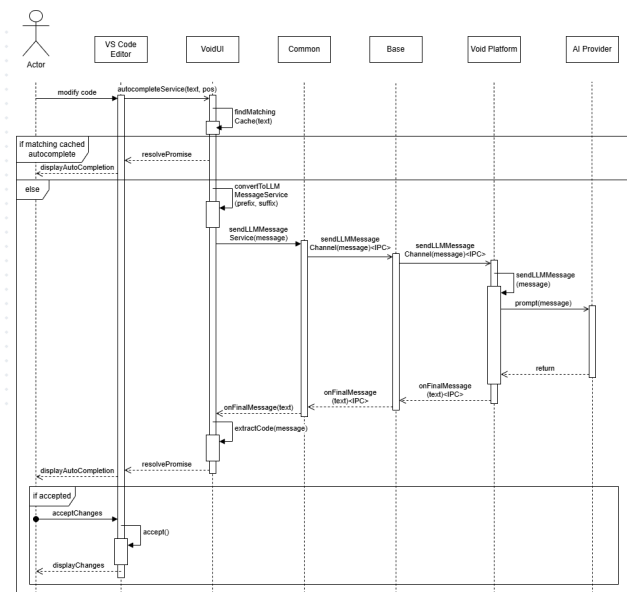 Actor
VS Code
Editor
VoidUI
Common
Base
Void Platform
AI Provider
modify code
autocompleteService(text, pos)
findMatching
Cache(text)
if matching cached
autocomplete
resolvePromise
displayAutoCompletion
else
convertToLLM
MessageService
(prefix, suffix)
sendLLMMessage
Service(message)
sendLLMMessage
Channel(message)<IPC>
sendLLMMessage
Channel(message)<IPC>
sendLLMMessage
(message)
prompt(message)
return
onFinalMessage
(text)<IPC>
onFinalMessage
(text)<IPC>
onFinalMessage(text)
extractCode(message)
resolvePromise
displayAutoCompletion
if accepted
acceptChanges
accept()
displayChanges